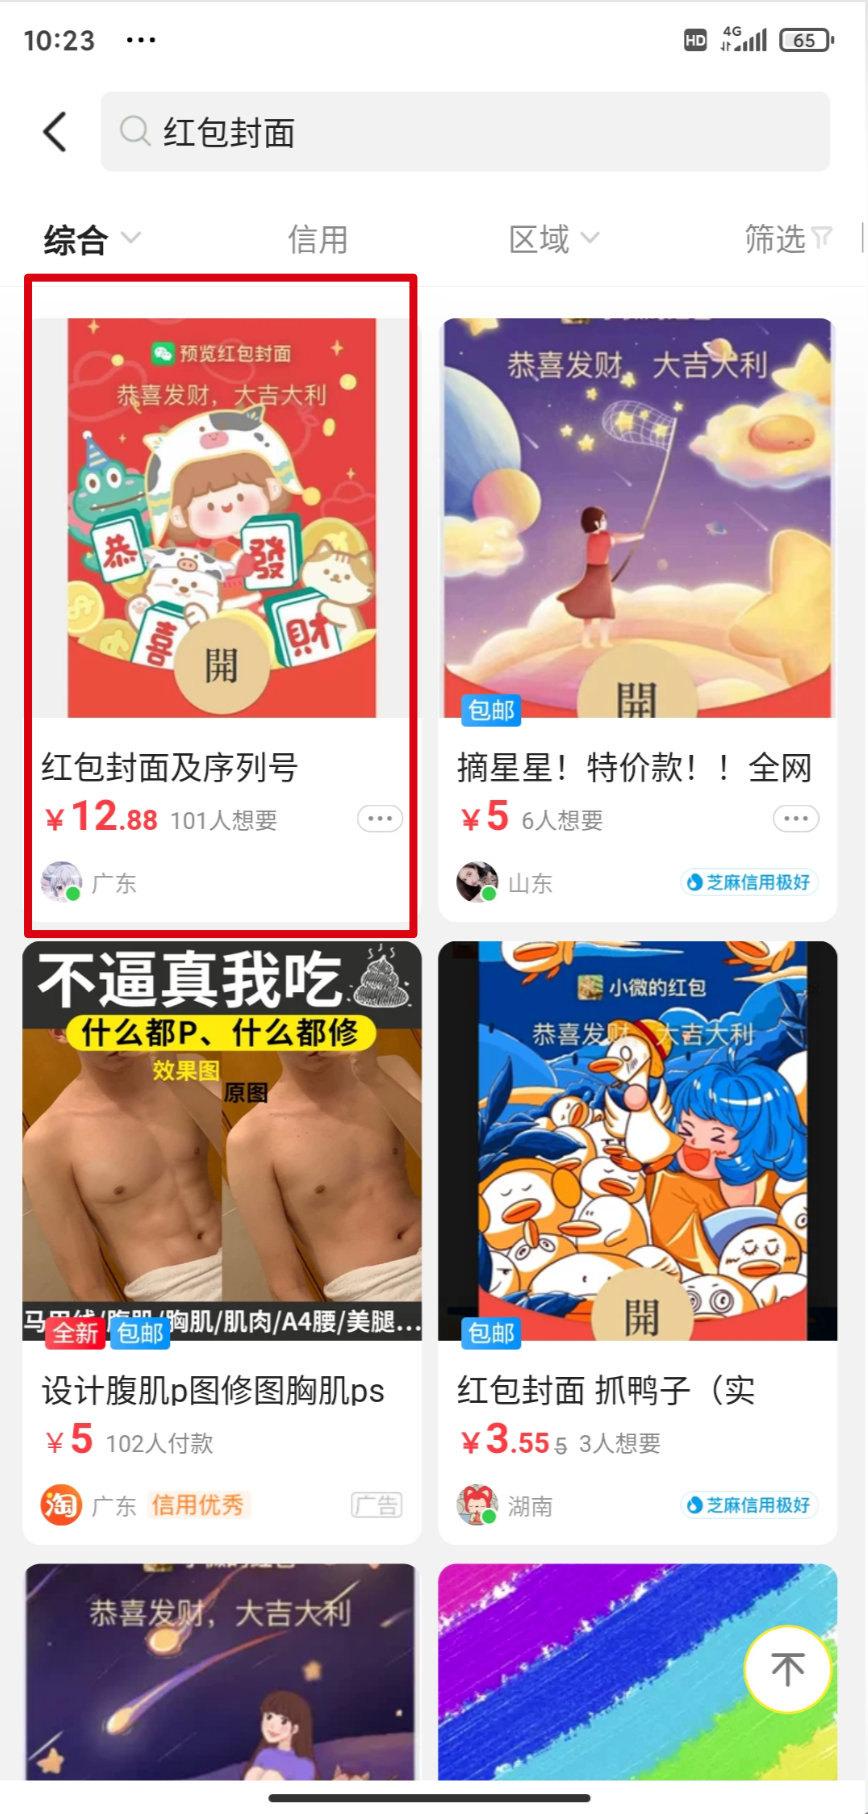 10:23 ...
HD 4G 65
红包封面
综合 信用 区域 筛选
预览红包封面
恭喜发财，大吉大利
恭
發
喜
財
開
红包封面及序列号
¥12.88 101人想要
广东
恭喜发财，大吉大利
開
包邮
摘星星！特价款！！全网
¥5 6人想要
山东 芝麻信用极好
不逼真我吃
什么都P、什么都修
效果图
原图
胸肌/肌肉/A4腰/美腿...
全新 包邮
设计腹肌p图修图胸肌ps
¥5 102人付款
淘 广东 信用优秀 广告
小微的红包
恭喜发财，大吉大利
開
包邮
红包封面 抓鸭子（实
¥3.55 5 3人想要
湖南 芝麻信用极好
恭喜发财，大吉大利